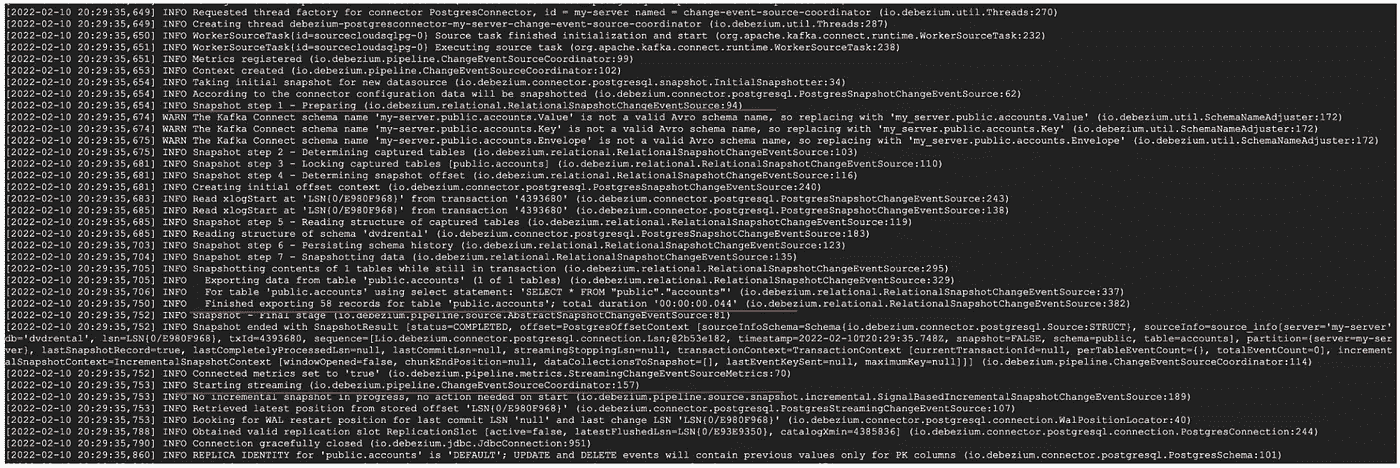 [2022-02-10 20:29:35,648] INFO Requested thread factory for connector PostgresConnector, id = my-server named = change-event-source-coordinator (io.debezium.util.Threads:270)
[2022-02-10 20:29:35,649] INFO Creating thread debezium-postgresconnector-my-server-change-event-source-coordinator (io.debezium.util.Threads:287)
[2022-02-10 20:29:35,650] INFO WorkerSourceTask{id=sourcecloudsqlpg-0} Source task finished initialization and start (org.apache.kafka.connect.runtime.WorkerSourceTask:232)
[2022-02-10 20:29:35,651] INFO WorkerSourceTask{id=sourcecloudsqlpg-0} Executing source task (org.apache.kafka.connect.runtime.WorkerSourceTask:238)
[2022-02-10 20:29:35,651] INFO Metrics registered (io.debezium.pipeline.ChangeEventSourceCoordinator:99)
[2022-02-10 20:29:35,653] INFO Context created (io.debezium.pipeline.ChangeEventSourceCoordinator:102)
[2022-02-10 20:29:35,654] INFO Taking initial snapshot for new datasource (io.debezium.connector.postgresql.snapshot.InitialSnapshotter:34)
[2022-02-10 20:29:35,654] INFO According to the connector configuration data will be snapshotted (io.debezium.connector.postgresql.PostgresSnapshotChangeEventSource:62)
[2022-02-10 20:29:35,654] INFO Snapshot step 1 - Preparing (io.debezium.relational.RelationalSnapshotChangeEventSource:94)
[2022-02-10 20:29:35,674] WARN The Kafka Connect schema name 'my-server.public.accounts.Value' is not a valid Avro schema name, so replacing with 'my_server.public.accounts.Value' (io.debezium.util.SchemaNameAdjuster:172)
[2022-02-10 20:29:35,674] WARN The Kafka Connect schema name 'my-server.public.accounts.Key' is not a valid Avro schema name, so replacing with 'my_server.public.accounts.Key' (io.debezium.util.SchemaNameAdjuster:172)
[2022-02-10 20:29:35,675] WARN The Kafka Connect schema name 'my-server.public.accounts.Envelope' is not a valid Avro schema name, so replacing with 'my_server.public.accounts.Envelope' (io.debezium.util.SchemaNameAdjuster:172)
[2022-02-10 20:29:35,675] INFO Snapshot step 2 - Determining captured tables (io.debezium.relational.RelationalSnapshotChangeEventSource:103)
[2022-02-10 20:29:35,681] INFO Snapshot step 3 - Locking captured tables [public.accounts] (io.debezium.relational.RelationalSnapshotChangeEventSource:110)
[2022-02-10 20:29:35,681] INFO Snapshot step 4 - Determining snapshot offset (io.debezium.relational.RelationalSnapshotChangeEventSource:116)
[2022-02-10 20:29:35,681] INFO Creating initial offset context (io.debezium.connector.postgresql.PostgresSnapshotChangeEventSource:240)
[2022-02-10 20:29:35,683] INFO Read xlogStart at 'LSN{0/E980F968}' from transaction '4393680' (io.debezium.connector.postgresql.PostgresSnapshotChangeEventSource:243)
[2022-02-10 20:29:35,685] INFO Read xlogStart at 'LSN{0/E980F968}' from transaction '4393680' (io.debezium.connector.postgresql.PostgresSnapshotChangeEventSource:138)
[2022-02-10 20:29:35,685] INFO Snapshot step 5 - Reading structure of captured tables (io.debezium.relational.RelationalSnapshotChangeEventSource:119)
[2022-02-10 20:29:35,685] INFO Reading structure of schema 'dvdrental' (io.debezium.connector.postgresql.PostgresSnapshotChangeEventSource:183)
[2022-02-10 20:29:35,703] INFO Snapshot step 6 - Persisting schema history (io.debezium.relational.RelationalSnapshotChangeEventSource:123)
[2022-02-10 20:29:35,704] INFO Snapshot step 7 - Snapshotting data (io.debezium.relational.RelationalSnapshotChangeEventSource:135)
[2022-02-10 20:29:35,705] INFO Snapshotting contents of 1 tables while still in transaction (io.debezium.relational.RelationalSnapshotChangeEventSource:295)
[2022-02-10 20:29:35,705] INFO Exporting data from table 'public.accounts' (1 of 1 tables) (io.debezium.relational.RelationalSnapshotChangeEventSource:329)
[2022-02-10 20:29:35,706] INFO For table 'public.accounts' using select statement: 'SELECT * FROM "public"."accounts"' (io.debezium.relational.RelationalSnapshotChangeEventSource:337)
[2022-02-10 20:29:35,750] INFO Finished exporting 58 records for table 'public.accounts'; total duration '00:00:00.044' (io.debezium.relational.RelationalSnapshotChangeEventSource:382)
[2022-02-10 20:29:35,752] INFO Snapshot - Final stage (io.debezium.pipeline.source.AbstractSnapshotChangeEventSource:81)
[2022-02-10 20:29:35,752] INFO Snapshot ended with SnapshotResult [status=COMPLETED, offset=PostgresOffsetContext [sourceInfoSchema=Schema{io.debezium.connector.postgresql.Source:STRUCT}, sourceInfo=source_info[server='my-server'
db='dvdrental', lsn=LSN{0/E980F968}, txId=4393680, sequence=[Lio.debezium.connector.postgresql.connection.Lsn;@2b53e182, timestamp=2022-02-10T20:29:35.748Z, snapshot=FALSE, schema=public, table=accounts], partition={server=my-ser
ver}, lastSnapshotRecord=true, lastCompletelyProcessedLsn=null, lastCommitLsn=null, streamingStoppingLsn=null, transactionContext=TransactionContext [currentTransactionId=null, perTableEventCount={}, totalEventCount=0], increment
alSnapshotContext=IncrementalSnapshotContext [windowOpened=false, chunkEndPosition=null, dataCollectionsToSnapshot=[], lastEventKeySent=null, maximumKey=null]]] (io.debezium.pipeline.ChangeEventSourceCoordinator:114)
[2022-02-10 20:29:35,752] INFO Connected metrics set to 'true' (io.debezium.pipeline.metrics.StreamingChangeEventSourceMetrics:70)
[2022-02-10 20:29:35,753] INFO Starting streaming (io.debezium.pipeline.ChangeEventSourceCoordinator:157)
[2022-02-10 20:29:35,753] INFO No incremental snapshot in progress, no action needed on start (io.debezium.pipeline.source.snapshot.incremental.SignalBasedIncrementalSnapshotChangeEventSource:189)
[2022-02-10 20:29:35,753] INFO Retrieved latest position from stored offset 'LSN{0/E980F968}' (io.debezium.connector.postgresql.PostgresStreamingChangeEventSource:107)
[2022-02-10 20:29:35,753] INFO Looking for WAL restart position for last commit LSN 'null' and last change LSN 'LSN{0/E980F968}' (io.debezium.connector.postgresql.connection.WalPositionLocator:40)
[2022-02-10 20:29:35,788] INFO Obtained valid replication slot ReplicationSlot [active=false, latestFlushedLsn=LSN{0/E93E9350}, catalogXmin=4385836] (io.debezium.connector.postgresql.connection.PostgresConnection:244)
[2022-02-10 20:29:35,790] INFO Connection gracefully closed (io.debezium.jdbc.JdbcConnection:951)
[2022-02-10 20:29:35,860] INFO REPLICA IDENTITY for 'public.accounts' is 'DEFAULT'; UPDATE and DELETE events will contain previous values only for PK columns (io.debezium.connector.postgresql.PostgresSchema:101)